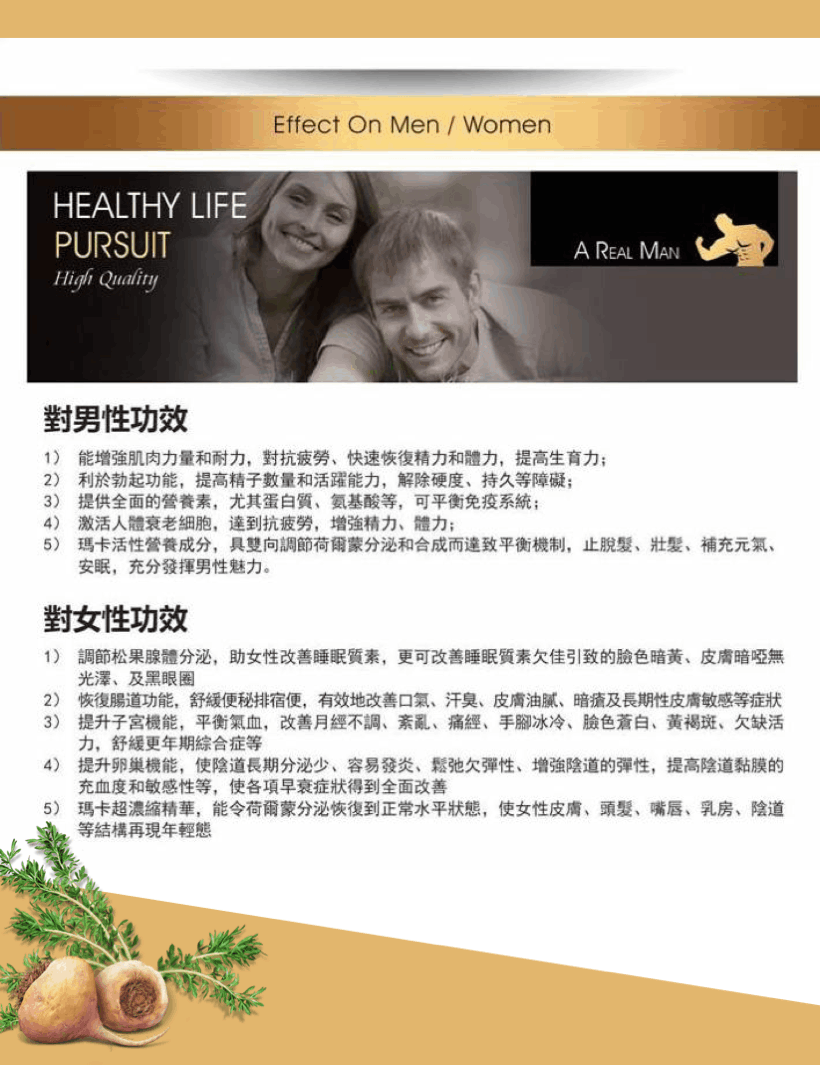 Effect On Men / Women
HEALTHY LIFE
PURSUIT
High Quality
A REAL MAN
對男性功效
1） 能增強肌肉力量和耐力，對抗疲勞、快速恢復精力和體力，提高生育力；
2） 利於勃起功能，提高精子數量和活躍能力，解除硬度、持久等障礙；
3） 提供全面的營養素，尤其蛋白質、氨基酸等，可平衡免疫系統；
4） 激活人體衰老細胞，達到抗疲勞，增強精力、體力；
5） 瑪卡活性營養成分，具雙向調節荷爾蒙分泌和合成而達致平衡機制，止脫髮、壯髮、補充元氣、
安眠，充分發揮男性魅力。
對女性功效
1） 調節松果腺體分泌，助女性改善睡眠質素，更可改善睡眠質素欠佳引致的臉色暗黃、皮膚暗啞無
光澤、及黑眼圈
2） 恢復腸道功能，舒緩便秘排宿便，有效地改善口氣、汗臭、皮膚油膩、暗瘡及長期性皮膚敏感等症狀
3） 提升子宮機能，平衡氣血，改善月經不調、紊亂、痛經、手腳冰冷、臉色蒼白、黃褐斑、欠缺活
力，舒緩更年期綜合症等
4） 提升卵巢機能，使陰道長期分泌少、容易發炎、鬆弛欠彈性、增強陰道的彈性，提高陰道黏膜的
充血度和敏感性等，使各項早衰症狀得到全面改善
5） 瑪卡超濃縮精華，能令荷爾蒙分泌恢復到正常水平狀態，使女性皮膚、頭髮、嘴唇、乳房、陰道
等結構再現年輕態